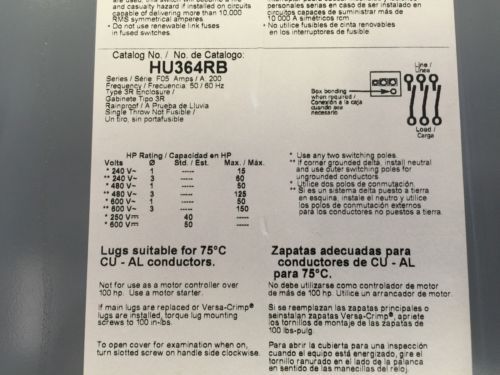 and casualty hazard if installed on circuits
capable of delivering more than 10,000
RMS symmetrical amperes
• Do not use renewable link fuses
in fused switches.
personales serias en caso de ser instalado en
circuitos capaces de suministrar más de
10 000 A simétricos rcm
• No utilice fusibles de cinta renovables
en los interruptores de fusible.
Catalog No. / No. de Catalogo:
HU364RB
Series / Série F05 Amps / A 200
Frequency / Frecuencia: 50 / 60 Hz
Type 3R Enclosure /
Gabinete Tipo 3R
Rainproof / A Prueba de Lluvia
Single Throw Not Fusible /
Un tiro, sin portafusible
Box bonding
when required /
Conexión a la caja
cuando sea
necesario
Line /
Línea
Load /
Carga
HP Rating / Capacidad en HP
Volts Ø Std. / Est. Max. / Máx.
* 240 V~ 1 ----- 15
** 240 V~ 3 ----- 60
* 480 V~ 1 ----- 50
** 480 V~ 3 ----- 125
* 600 V~ 1 ----- 50
** 600 V~ 3 ----- 150
* 250 V 40 -----
* 600 V 50 -----
* Use any two switching poles.
** If corner grounded delta, install neutral
and use outer switching poles for
ungrounded conductors
* Utilice dos polos de conmutación.
** Si es un sistema delta puesto a tierra
en esquina, instale el neutro y utilice
los polos de conmutación externos
para los conductores no puestos a tierra.
Lugs suitable for 75°C
CU - AL conductors.
Not for use as a motor controller over
100 hp. Use a motor starter.
If main lugs are replaced or Versa-Crimp®
lugs are installed, torque lug mounting
screws to 100 in-lbs.
To open cover for examination when on,
turn slotted screw on handle side clockwise.
Zapatas adecuadas para
conductores de CU - AL
para 75°C.
No debe utilizarse como controlador de motor
de más de 100 hp. Utilice un arrancador de motor.
Si se reemplazan las zapatas principales o
se instalan zapatas Versa-Crimp®, apriete
los tornillos de montaje de las zapatas de
100 lbs-pulg.
Para abrir la cubierta para una inspección
cuando el equipo está energizado, gire el
tornillo ranurado en el lado de la palanca
en sentido de las manecillas del reloj.